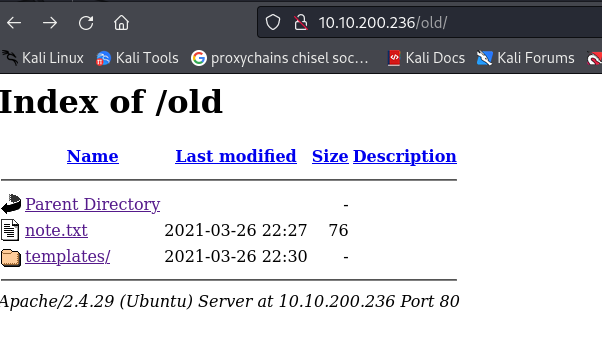 10.10.200.236/old/
Kali Linux Kali Tools proxychains chisel soc… Kali Docs Kali Forums
Index of /old
Name Last modified Size Description
Parent Directory -
note.txt 2021-03-26 22:27 76
templates/ 2021-03-26 22:30 -
Apache/2.4.29 (Ubuntu) Server at 10.10.200.236 Port 80